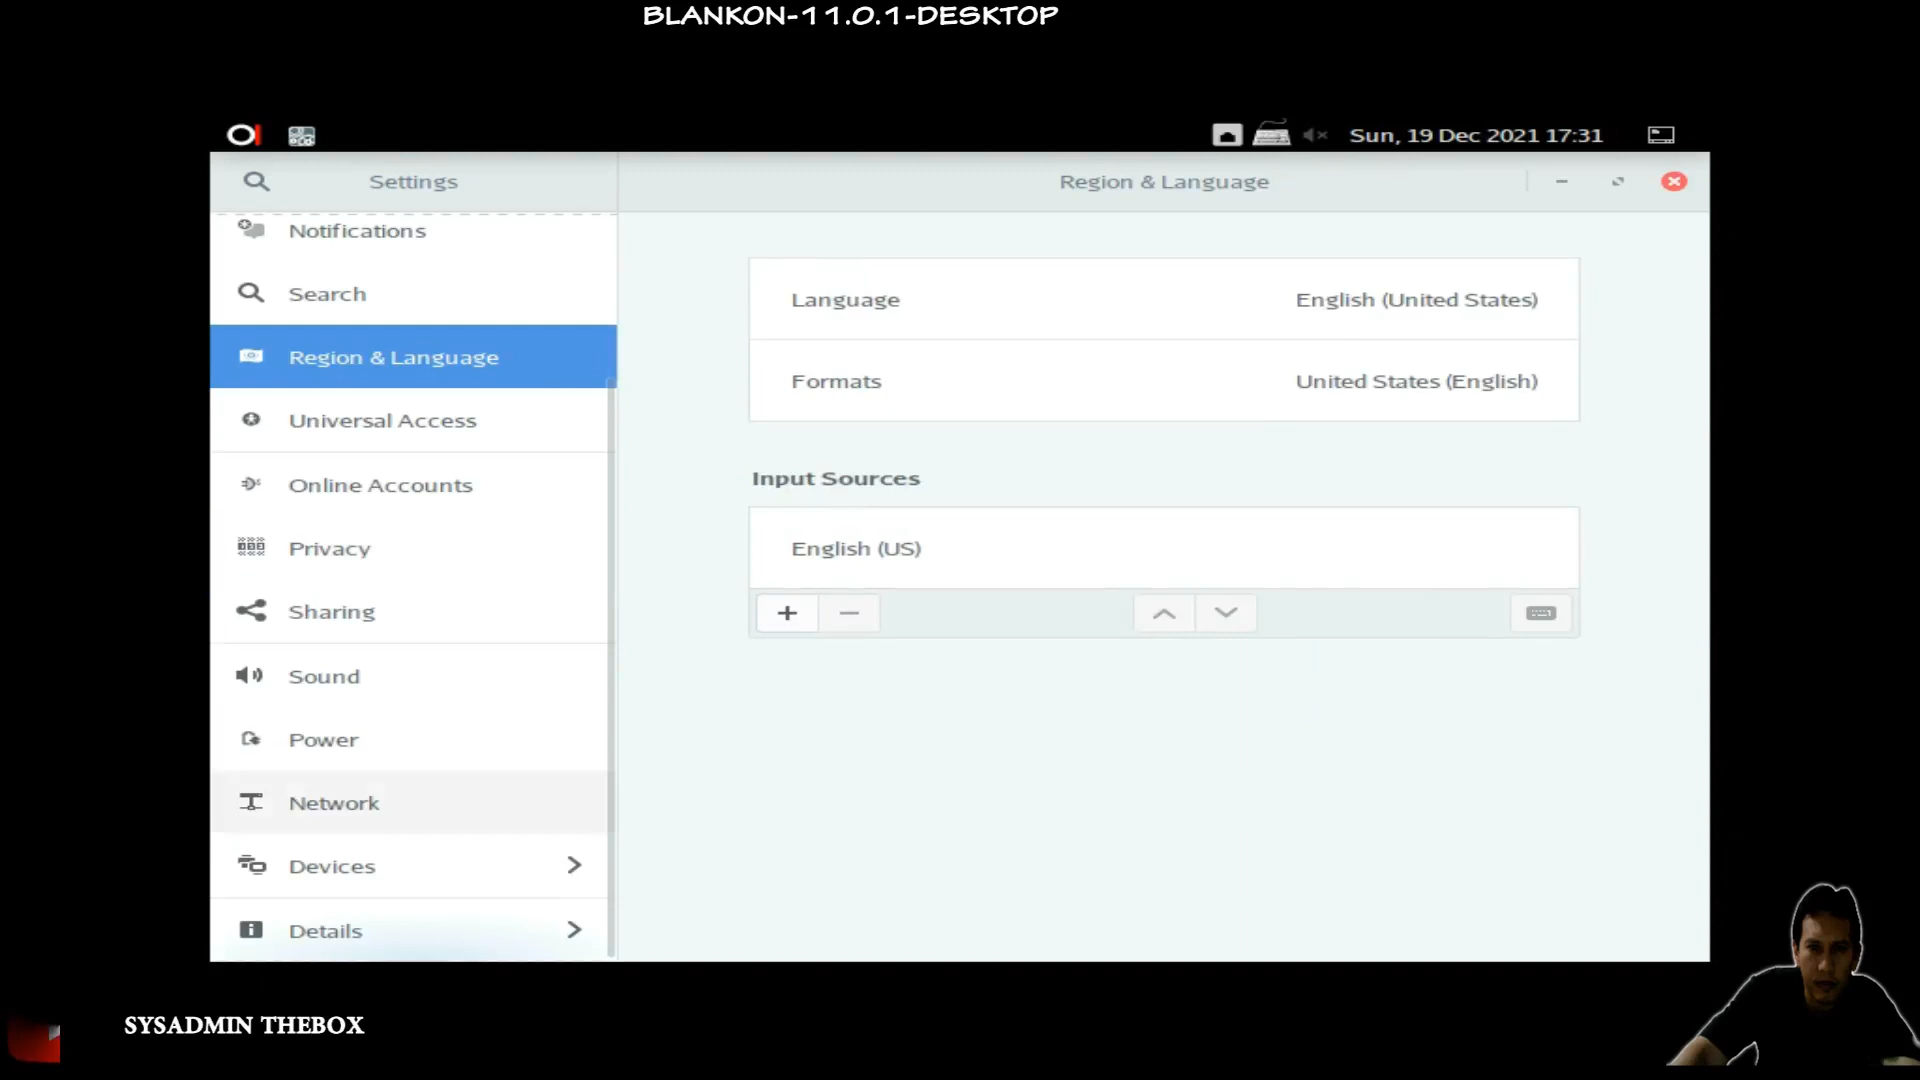 BLANKON-11.0.1-DESKTOP
Sun, 19 Dec 2021 17:31
Settings
Region & Language
Notifications
Search
Region & Language
Universal Access
Online Accounts
Privacy
Sharing
Sound
Power
Network
Devices
Details
Language English (United States)
Formats United States (English)
Input Sources
English (US)
SYSADMIN THEBOX